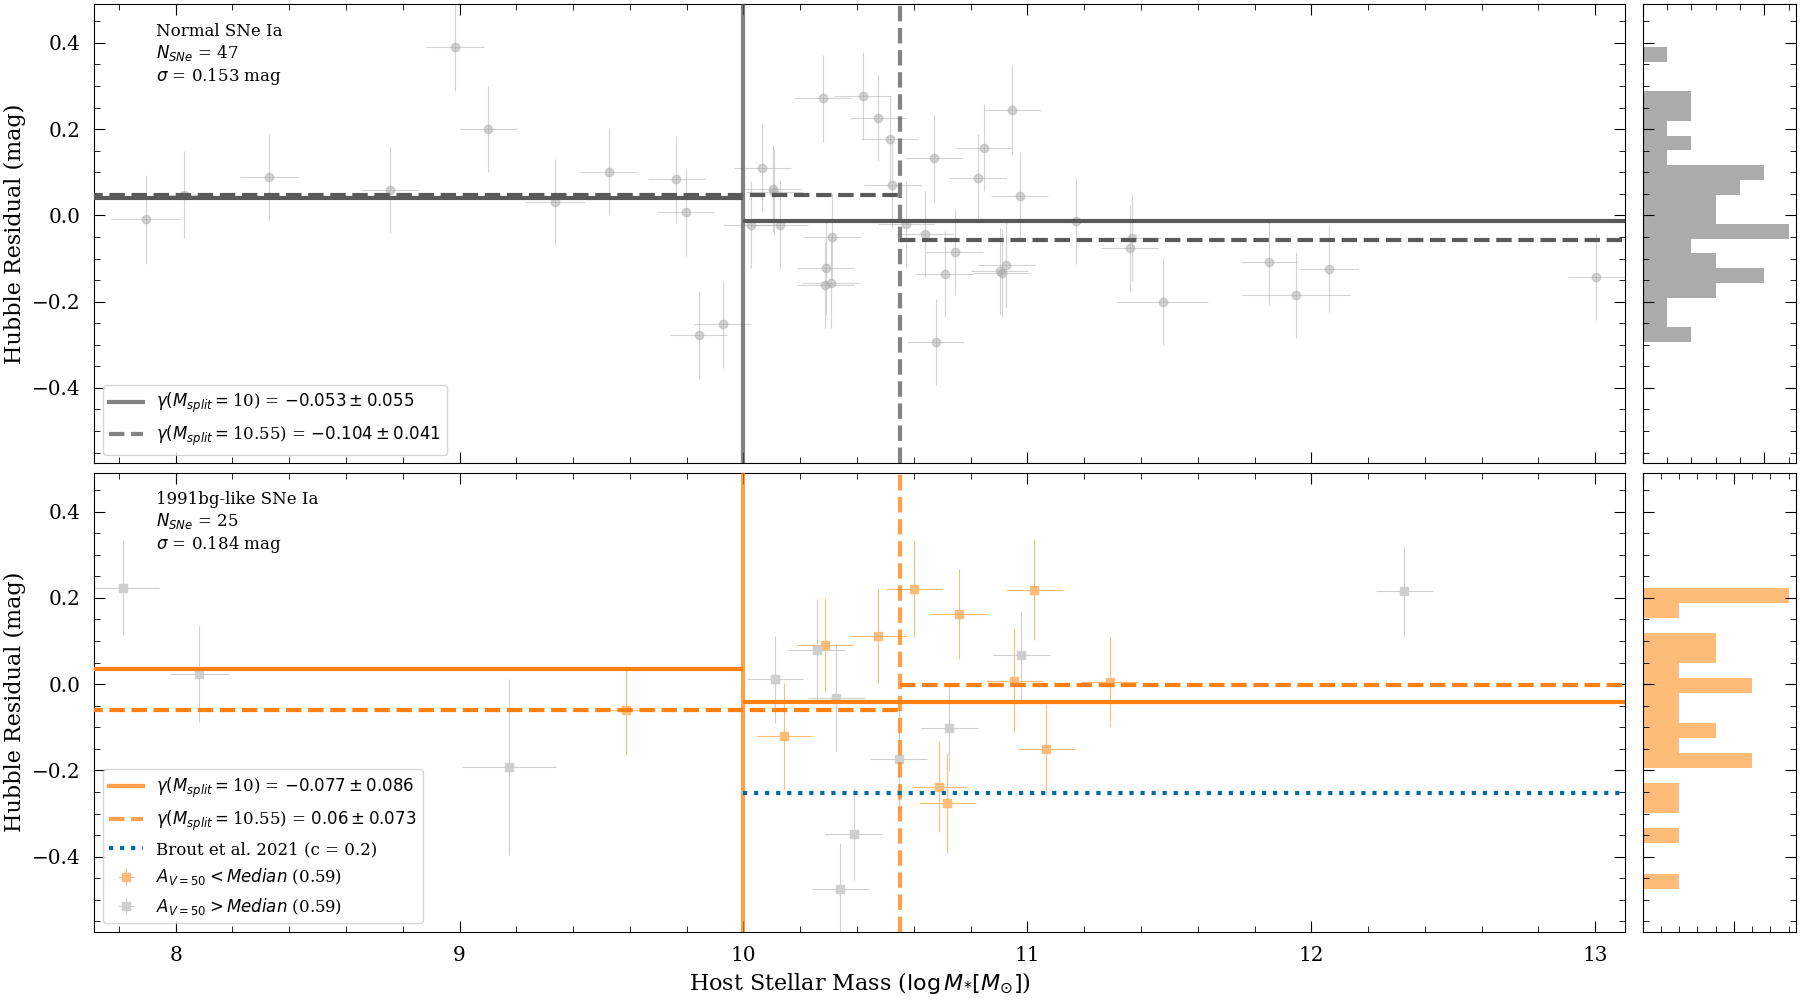 Normal SNe Ia
N_SNe = 47
σ = 0.153 mag
0.4
0.2
0.0
−0.2
−0.4
Hubble Residual (mag)
γ(M_split = 10) = −0.053 ± 0.055
γ(M_split = 10.55) = −0.104 ± 0.041
1991bg-like SNe Ia
N_SNe = 25
σ = 0.184 mag
0.4
0.2
0.0
−0.2
−0.4
Hubble Residual (mag)
γ(M_split = 10) = −0.077 ± 0.086
γ(M_split = 10.55) = 0.06 ± 0.073
Brout et al. 2021 (c = 0.2)
A_V=50 < Median (0.59)
A_V=50 > Median (0.59)
8 9 10 11 12 13
Host Stellar Mass (log M_*[M_⊙])